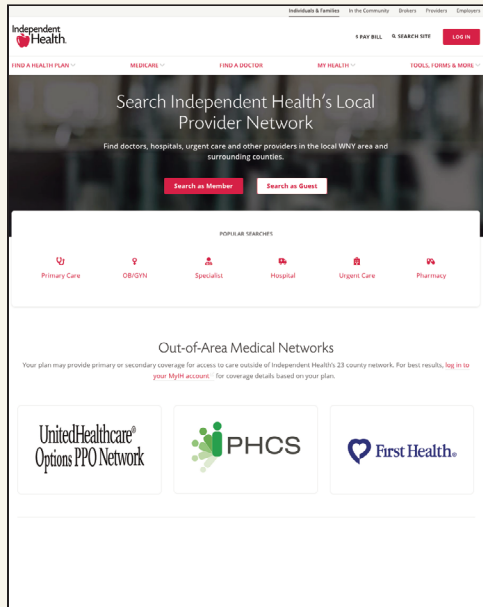 Individuals & Families In the Community Brokers Providers Employers
Independent
Health.
$ PAY BILL SEARCH SITE LOG IN
FIND A HEALTH PLAN MEDICARE FIND A DOCTOR MY HEALTH TOOLS, FORMS & MORE
Search Independent Health's Local
Provider Network
Find doctors, hospitals, urgent care and other providers in the local WNY area and
surrounding counties.
Search as Member Search as Guest
POPULAR SEARCHES
Primary Care OB/GYN Specialist Hospital Urgent Care Pharmacy
Out-of-Area Medical Networks
Your plan may provide primary or secondary coverage for access to care outside of Independent Health's 23 county network. For best results, log in to
your MyIH account for coverage details based on your plan.
UnitedHealthcare®
Options PPO Network
PHCS
First Health®